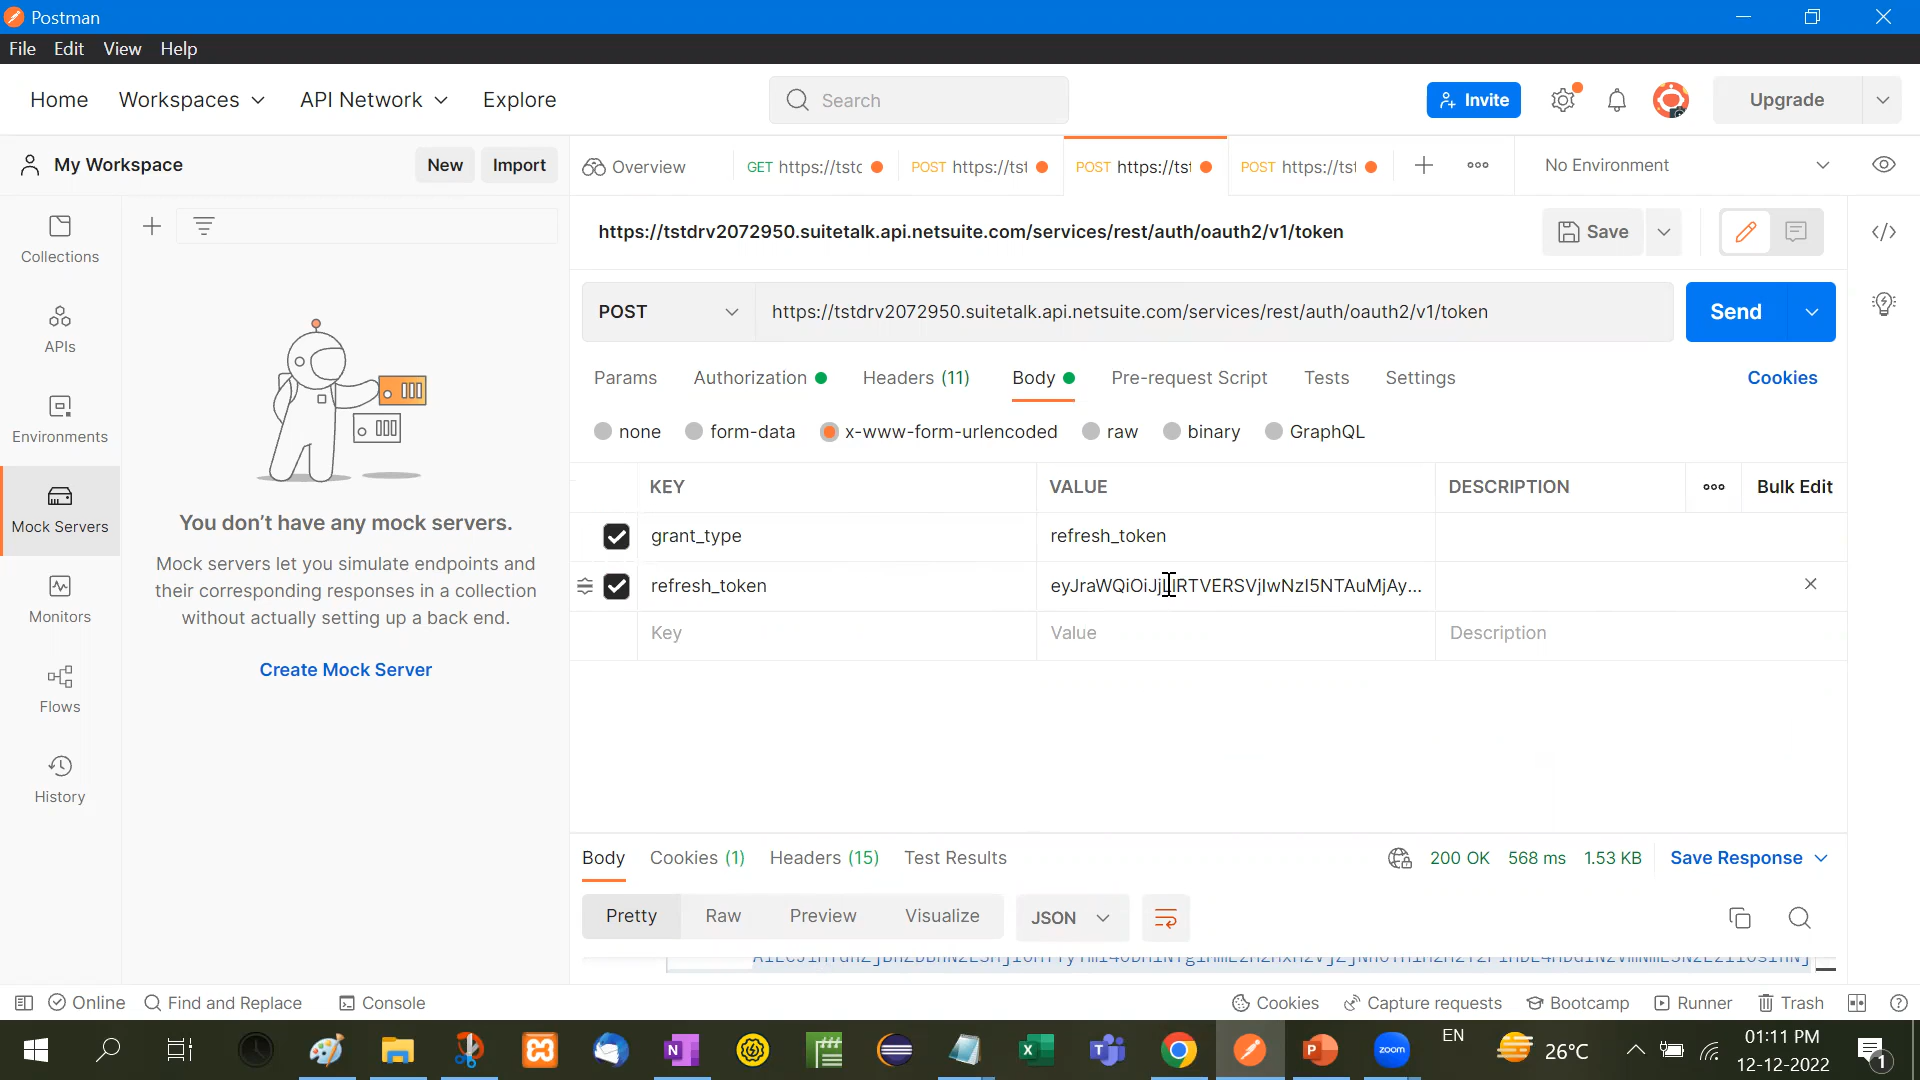 Postman
File Edit View Help
Home Workspaces API Network Explore Search Invite Upgrade
My Workspace New Import
Overview GET https://tstc POST https://tst POST https://tst POST https://tst No Environment
Collections
APIs
Environments
Mock Servers
Monitors
Flows
History
You don't have any mock servers.
Mock servers let you simulate endpoints and
their corresponding responses in a collection
without actually setting up a back end.
Create Mock Server
https://tstdrv2072950.suitetalk.api.netsuite.com/services/rest/auth/oauth2/v1/token
Save
POST https://tstdrv2072950.suitetalk.api.netsuite.com/services/rest/auth/oauth2/v1/token Send
Params Authorization Headers (11) Body Pre-request Script Tests Settings Cookies
none form-data x-www-form-urlencoded raw binary GraphQL
KEY VALUE DESCRIPTION Bulk Edit
grant_type refresh_token
refresh_token
Key Value Description
Body Cookies (1) Headers (15) Test Results 200 OK 568 ms 1.53 KB Save Response
Pretty Raw Preview Visualize JSON
Online Find and Replace Console Cookies Capture requests Bootcamp Runner Trash
zoom EN 26°C 01:11 PM
12-12-2022 1